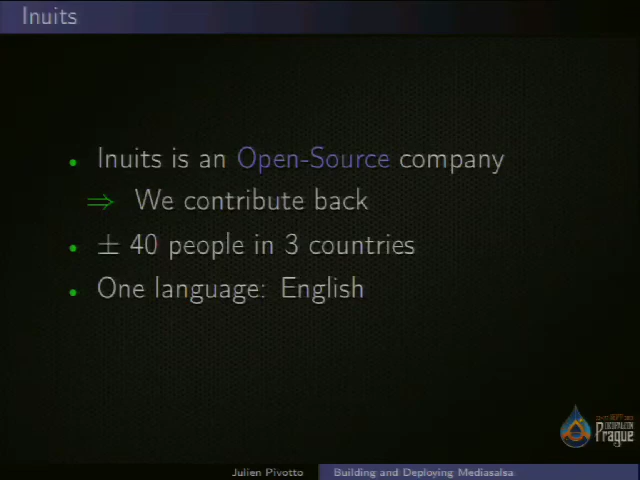 Inuits
• Inuits is an Open-Source company
⇒ We contribute back
• ± 40 people in 3 countries
• One language: English
DRUPALCON
Prague
Julien Pivotto
Building and Deploying Mediasalsa